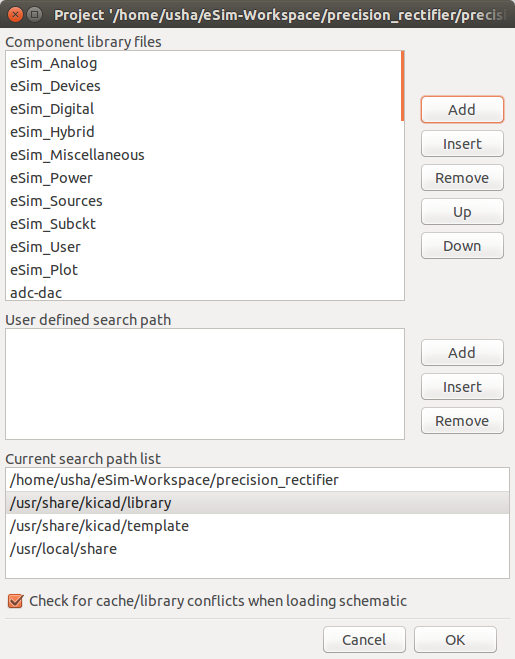 Project '/home/usha/eSim-Workspace/precision_rectifier/precisi
Component library files
eSim_Analog
eSim_Devices
eSim_Digital
eSim_Hybrid
eSim_Miscellaneous
eSim_Power
eSim_Sources
eSim_Subckt
eSim_User
eSim_Plot
adc-dac
Add
Insert
Remove
Up
Down
User defined search path
Add
Insert
Remove
Current search path list
/home/usha/eSim-Workspace/precision_rectifier
/usr/share/kicad/library
/usr/share/kicad/template
/usr/local/share
Check for cache/library conflicts when loading schematic
Cancel
OK